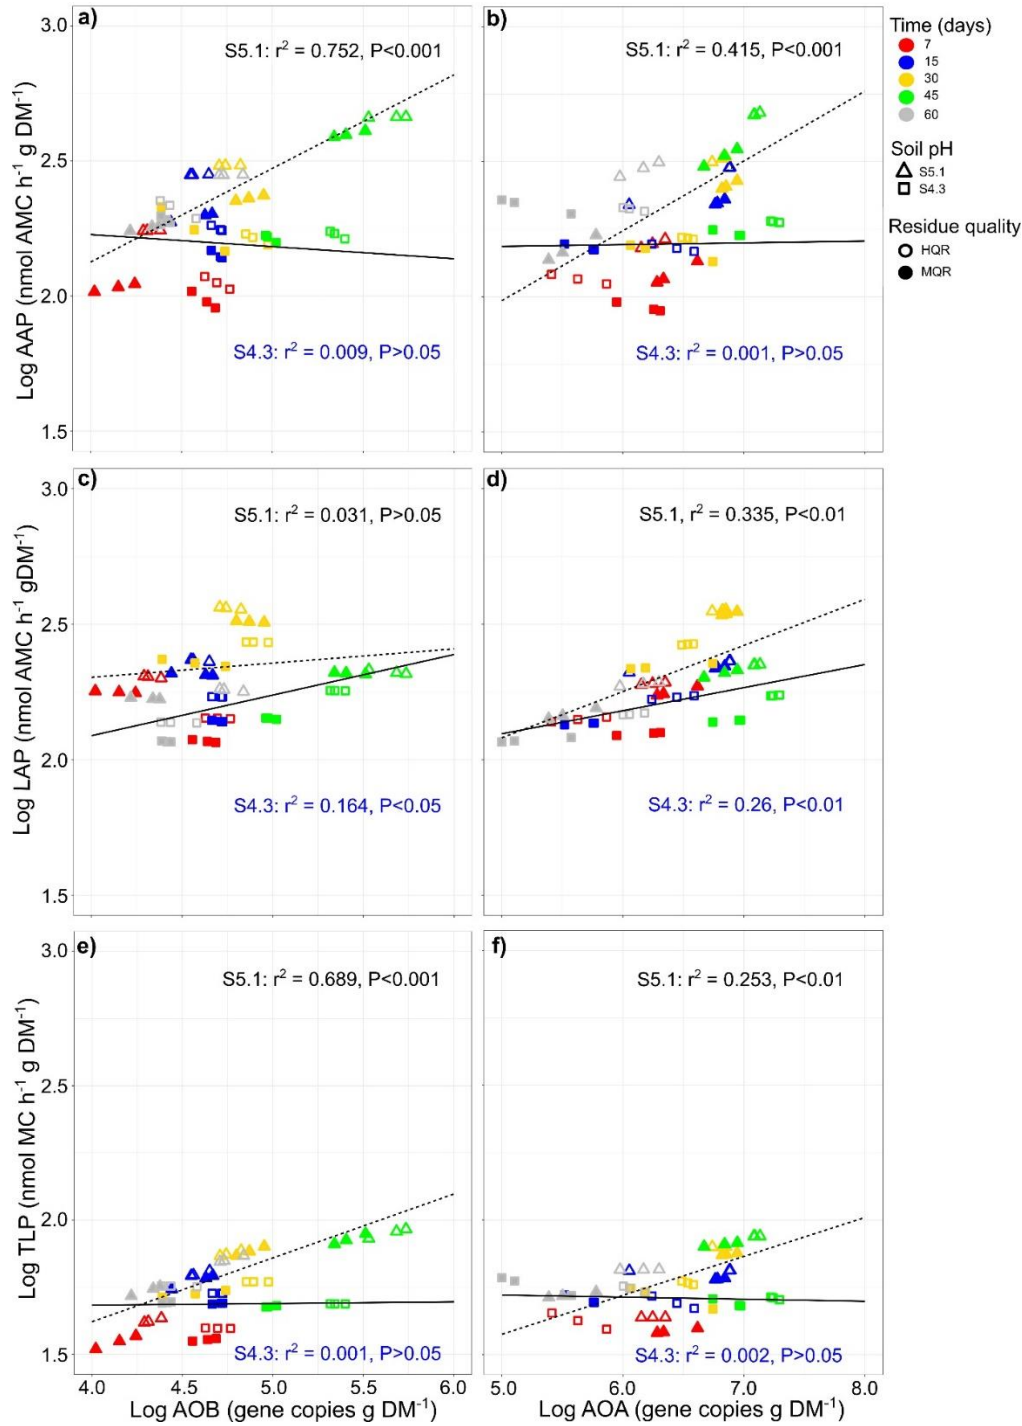 a)
3.0
S5.1: r² = 0.752, P<0.001
2.5
2.0
S4.3: r² = 0.009, P>0.05
1.5
Log AAP (nmol AMC h⁻¹ g DM⁻¹)
b)
S5.1: r² = 0.415, P<0.001
S4.3: r² = 0.001, P>0.05
Time (days)
7
15
30
45
60
Soil pH
S5.1
S4.3
Residue quality
HQR
MQR
c)
3.0
S5.1: r² = 0.031, P>0.05
2.5
2.0
S4.3: r² = 0.164, P<0.05
1.5
Log LAP (nmol AMC h⁻¹ gDM⁻¹)
d)
S5.1, r² = 0.335, P<0.01
S4.3: r² = 0.26, P<0.01
e)
3.0
S5.1: r² = 0.689, P<0.001
2.5
2.0
S4.3: r² = 0.001, P>0.05
1.5
Log TLP (nmol MC h⁻¹ g DM⁻¹)
4.0 4.5 5.0 5.5 6.0
Log AOB (gene copies g DM⁻¹)
f)
S5.1: r² = 0.253, P<0.01
S4.3: r² = 0.002, P>0.05
5.0 6.0 7.0 8.0
Log AOA (gene copies g DM⁻¹)